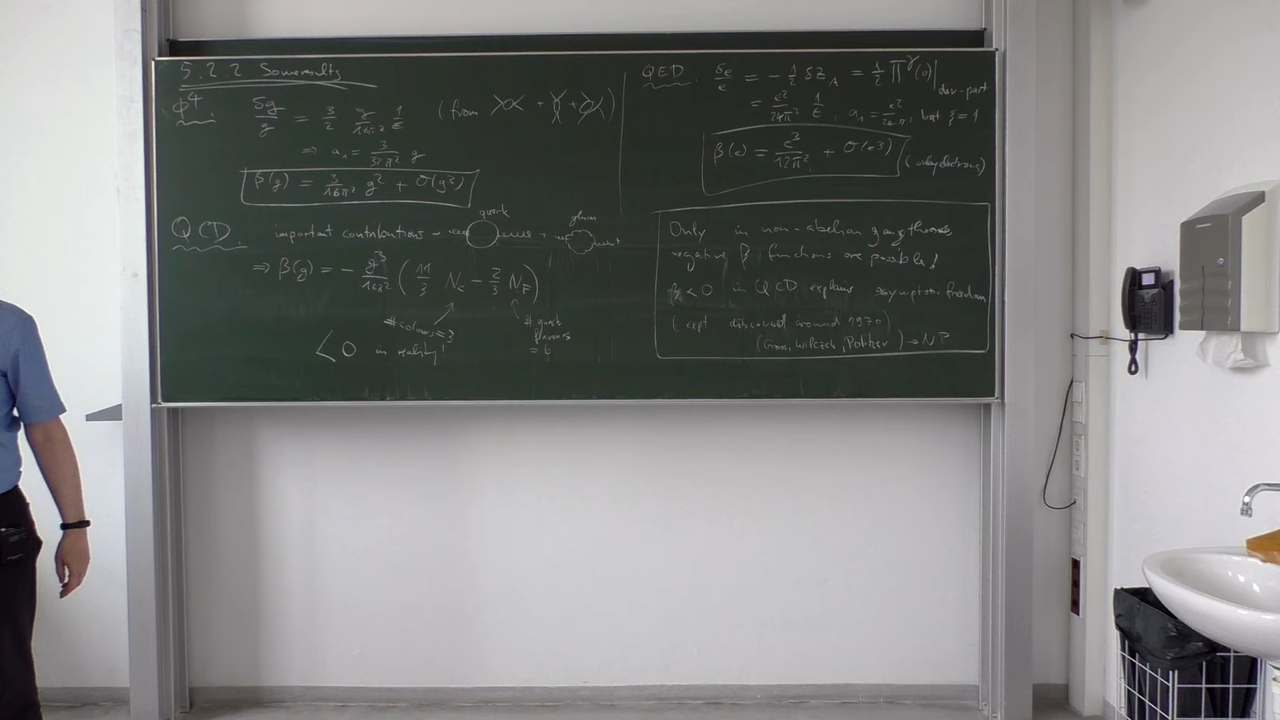 5.2.2 Some results
ϕ⁴. δg/g = 3/2 g/16π² 1/ε (from + + )
⇒ a₁ = 3/32π² g
β(g) = 3/16π² g² + O(g³)
QCD. important contributions ~ quark + gluon
⇒ β(g) = - g³/16π² (11/3 N_c - 2/3 N_F)
# colours = 3
# quark flavors = 6
< 0 in reality!
QED. δe/e = - 1/2 δZ_A = 1/2 Π^γ(0)|div-part
= e²/24π² 1/ε, a₁ = e²/24π², but ξ = 1
β(e) = e³/12π² + O(e³) (only electrons)
Only in non-abelian gauge theories
negative β functions are possible!
β < 0 in QCD explains asymptotic freedom
(expt discovered around 1970)
(Gross, Wilczek, Politzer) → NP